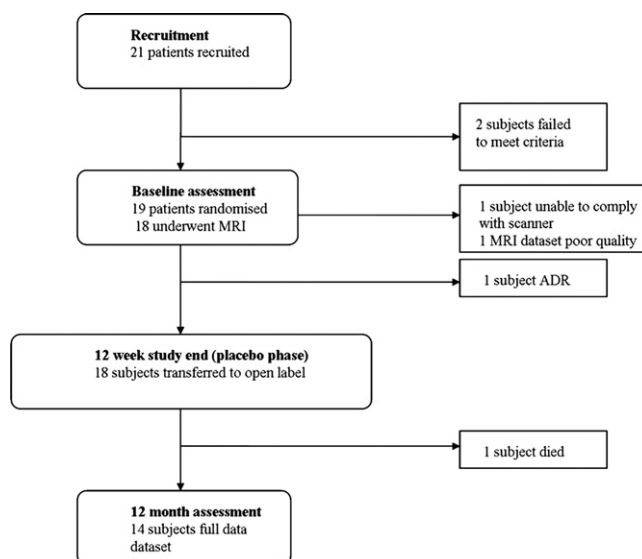 Recruitment
21 patients recruited
2 subjects failed
to meet criteria
Baseline assessment
19 patients randomised
18 underwent MRI
1 subject unable to comply
with scanner
1 MRI dataset poor quality
1 subject ADR
12 week study end (placebo phase)
18 subjects transferred to open label
1 subject died
12 month assessment
14 subjects full data
dataset